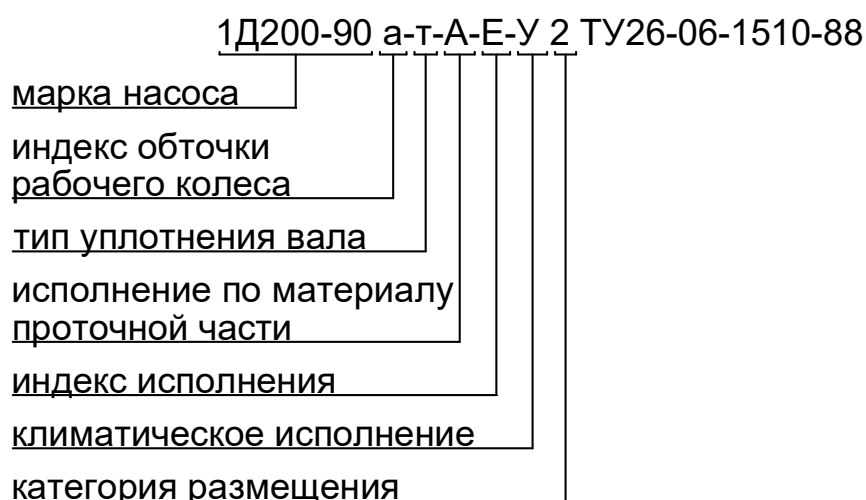 1Д200-90 а-т-А-Е-У 2 ТУ26-06-1510-88
марка насоса
индекс обточки
рабочего колеса
тип уплотнения вала
исполнение по материалу
проточной части
индекс исполнения
климатическое исполнение
категория размещения